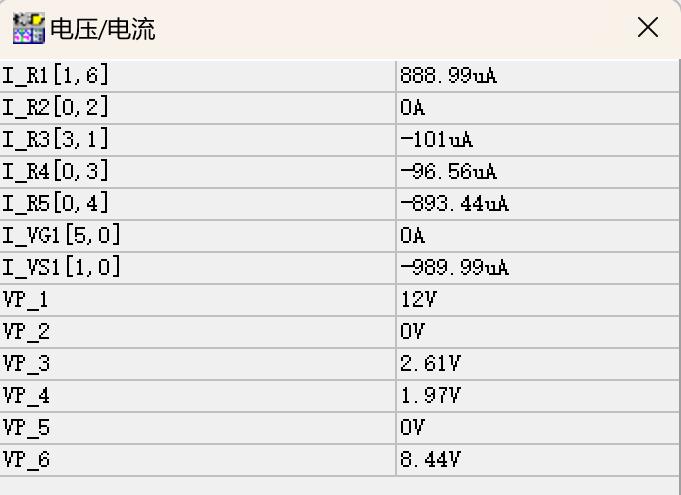 电压/电流
I_R1[1,6] 888.99uA
I_R2[0,2] 0A
I_R3[3,1] -101uA
I_R4[0,3] -96.56uA
I_R5[0,4] -893.44uA
I_VG1[5,0] 0A
I_VS1[1,0] -989.99uA
VP_1 12V
VP_2 0V
VP_3 2.61V
VP_4 1.97V
VP_5 0V
VP_6 8.44V